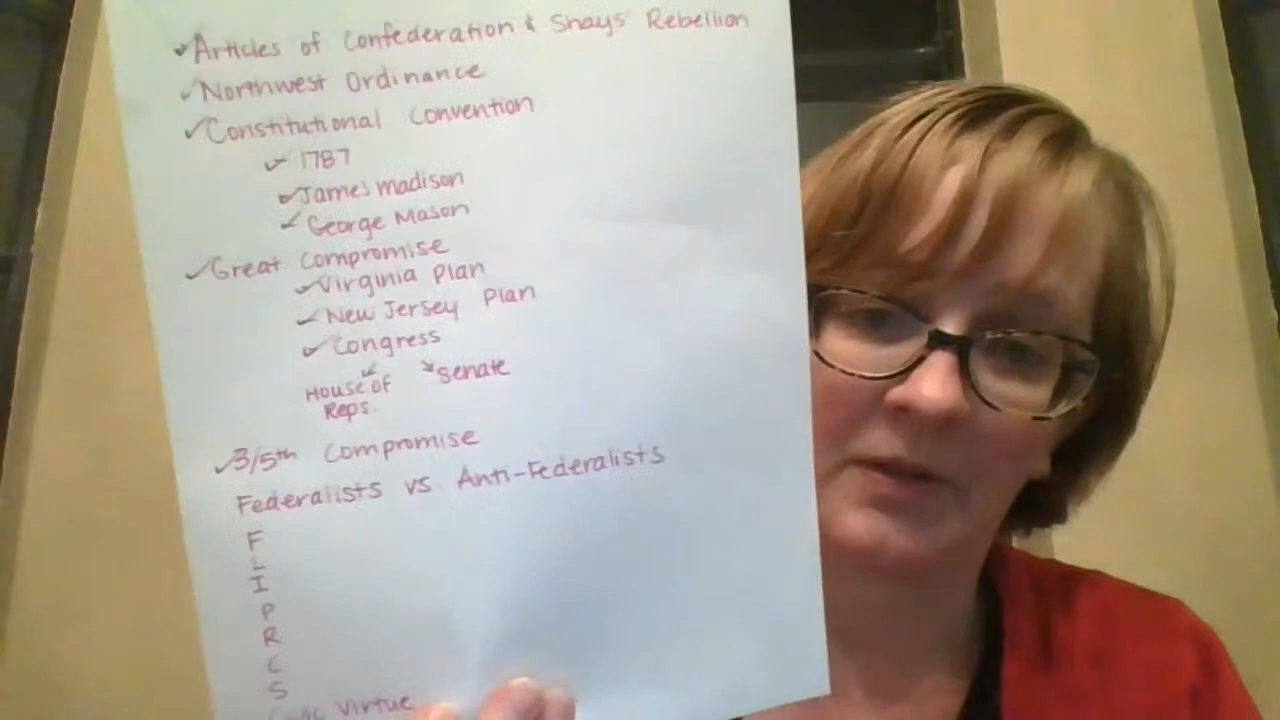 Articles of Confederation & Shays Rebellion
Northwest Ordinance
Constitutional Convention
1787
James Madison
George Mason
Great Compromise
Virginia Plan
New Jersey Plan
Congress
House of Reps.
Senate
3/5th Compromise
Federalists vs. Anti-Federalists
F
L
I
P
R
C
S
Virtue